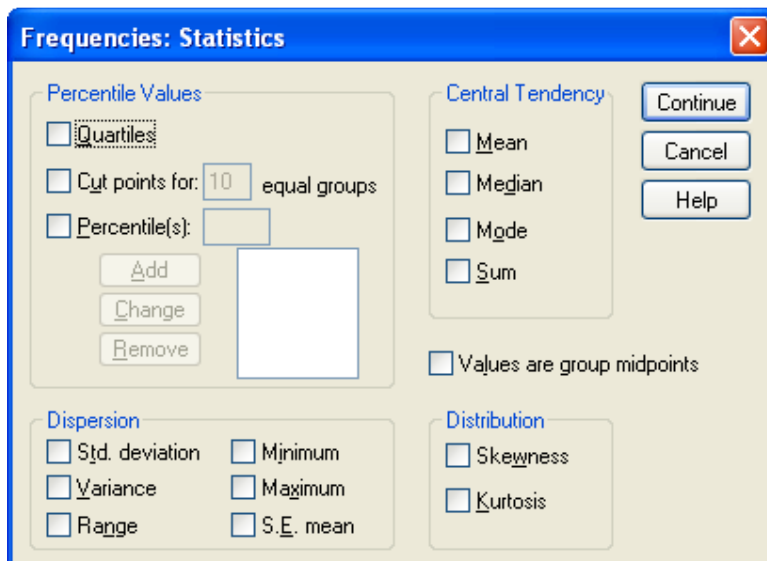 Frequencies: Statistics
Percentile Values
Quartiles
Cut points for: 10 equal groups
Percentile(s):
Add
Change
Remove
Central Tendency
Mean
Median
Mode
Sum
Continue
Cancel
Help
Values are group midpoints
Dispersion
Std. deviation
Variance
Range
Minimum
Maximum
S.E. mean
Distribution
Skewness
Kurtosis